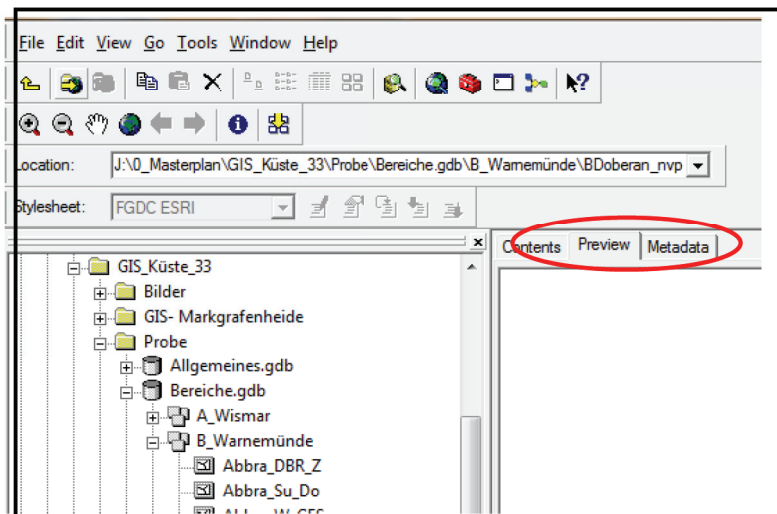 File Edit View Go Tools Window Help
Location: J:\0_Masterplan\GIS_Küste_33\Probe\Bereiche.gdb\B_Warnemünde\BDoberan_nvp
Stylesheet: FGDC ESRI
Contents Preview Metadata
GIS_Küste_33
Bilder
GIS- Markgrafenheide
Probe
Allgemeines.gdb
Bereiche.gdb
A_Wismar
B_Warnemünde
Abbra_DBR_Z
Abbra_Su_Do